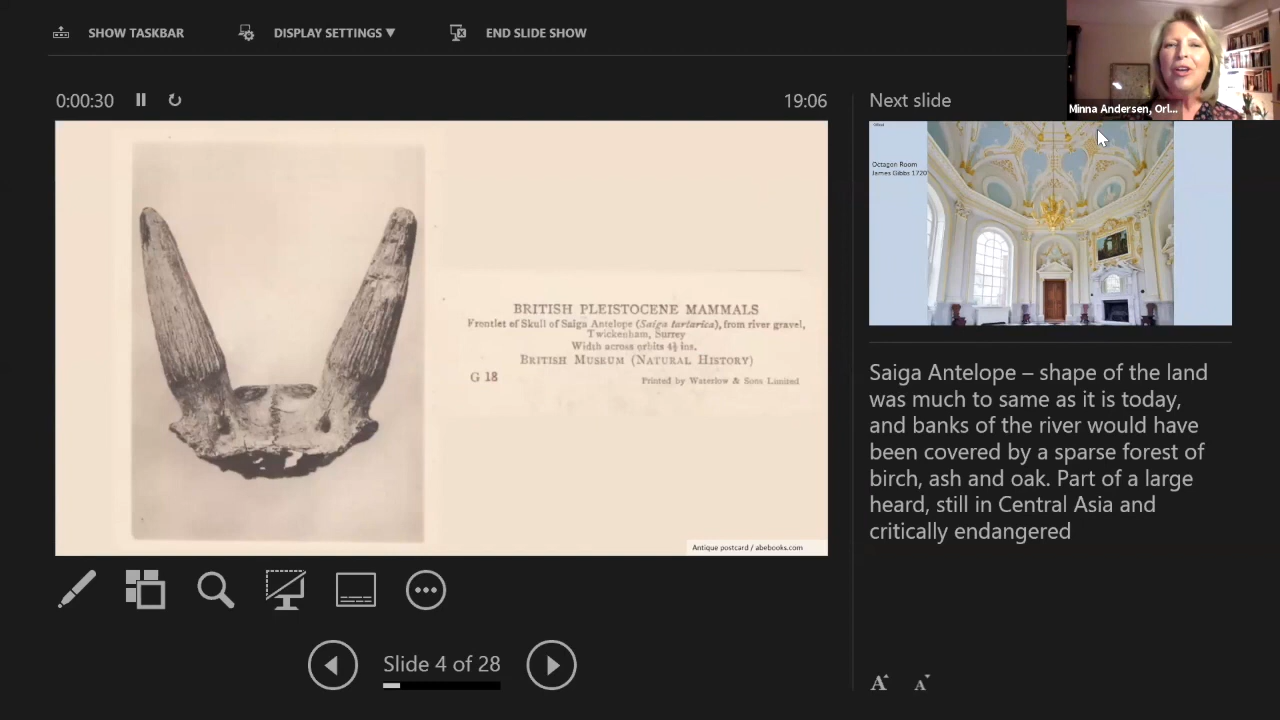 SHOW TASKBAR
DISPLAY SETTINGS ▼
END SLIDE SHOW
Minna Andersen, Orl...
0:00:30
19:06
Next slide
Octagon Room
James Gibbs 1720
BRITISH PLEISTOCENE MAMMALS
Frontlet of Skull of Saiga Antelope (Saiga tartarica), from river gravel,
Twickenham, Surrey
Width across orbits 4½ ins.
BRITISH MUSEUM (NATURAL HISTORY)
G 18
Printed by Waterlow & Sons Limited
Antique postcard / abebooks.com
Saiga Antelope – shape of the land
was much to same as it is today,
and banks of the river would have
been covered by a sparse forest of
birch, ash and oak. Part of a large
heard, still in Central Asia and
critically endangered
Slide 4 of 28
A
A